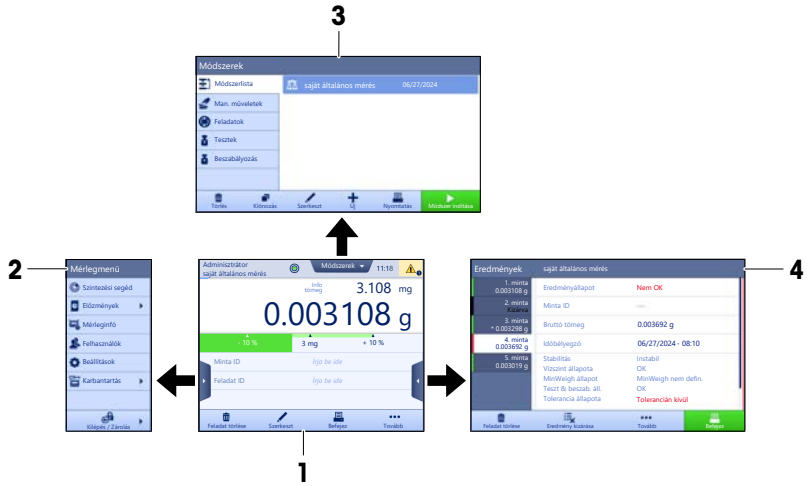 3
Módszerek
Módszerlista
saját általános mérés 06/27/2024
Man. műveletek
Feladatok
Tesztek
Beszabályozás
Törlés Klónozás Szerkeszt Új Nyomtatás Módszer indítása
2
Mérlegmenü
Szintezési segéd
Előzmények
Mérleginfó
Felhasználók
Beállítások
Karbantartás
Kilépés / Zárolás
Adminisztrátor
saját általános mérés
Módszerek
11:18
Info
tömeg
3.108 mg
0.003108 g
- 10 % 3 mg + 10 %
Minta ID Írja be ide
Feladat ID Írja be ide
Feladat törlése Szerkeszt Befejez Tovább
1
4
Eredmények saját általános mérés
1. minta
0.003108 g
2. minta
Kizárva
3. minta
* 0.003298 g
4. minta
0.003692 g
5. minta
0.003019 g
Eredményállapot Nem OK
Minta ID ----
Bruttó tömeg 0.003692 g
Időbélyegző 06/27/2024 - 08:10
Stabilitás Instabil
Vízszint állapota OK
MinWeigh állapot MinWeigh nem defin.
Teszt & beszab. áll. OK
Tolerancia állapota Tolerancián kívül
Feladat törlése Eredmény kizárása Tovább Befejez